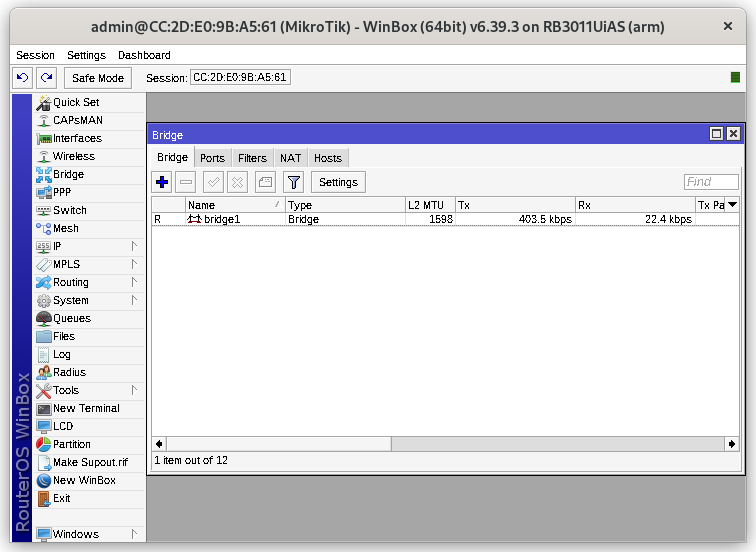 admin@CC:2D:E0:9B:A5:61 (MikroTik) - WinBox (64bit) v6.39.3 on RB3011UiAS (arm)
Session Settings Dashboard
Safe Mode Session: CC:2D:E0:9B:A5:61
Quick Set
CAPsMAN
Interfaces
Wireless
Bridge
PPP
Switch
Mesh
IP
MPLS
Routing
System
Queues
Files
Log
Radius
Tools
New Terminal
LCD
Partition
Make Supout.rif
New WinBox
Exit
Windows
RouterOS WinBox
Bridge
Bridge Ports Filters NAT Hosts
Settings Find
Name Type L2 MTU Tx Rx Tx Pa
R bridge1 Bridge 1598 403.5 kbps 22.4 kbps
1 item out of 12